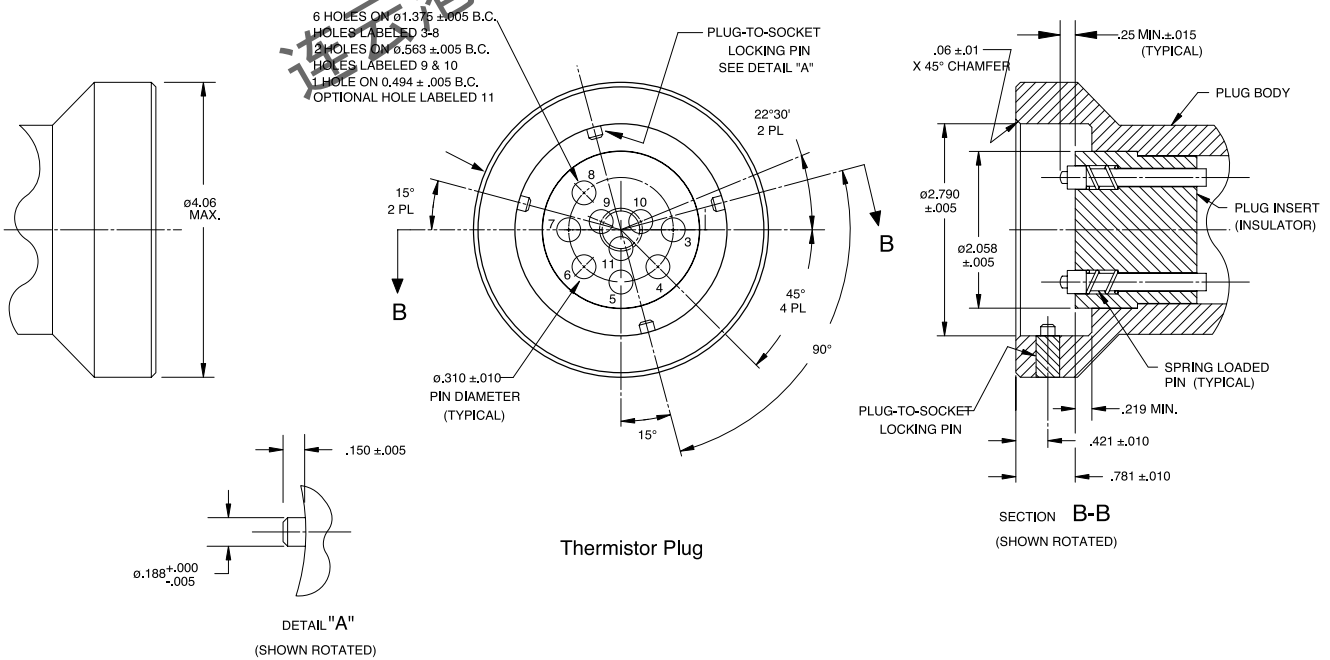 6 HOLES ON ø1.375 ±.005 B.C.
HOLES LABELED 3-8
2 HOLES ON ø.563 ±.005 B.C.
HOLES LABELED 9 & 10
1 HOLE ON 0.494 ± .005 B.C.
OPTIONAL HOLE LABELED 11
连云港
PLUG-TO-SOCKET
LOCKING PIN
SEE DETAIL "A"
.06 ±.01
X 45° CHAMFER
.25 MIN.±.015
(TYPICAL)
PLUG BODY
22°30'
2 PL
15°
2 PL
ø4.06
MAX.
8
9
10
7
3
11
6
4
5
B
B
45°
4 PL
90°
15°
ø.310 ±.010
PIN DIAMETER
(TYPICAL)
ø2.790
±.005
ø2.058
±.005
PLUG INSERT
(INSULATOR)
SPRING LOADED
PIN (TYPICAL)
PLUG-TO-SOCKET
LOCKING PIN
.219 MIN.
.421 ±.010
.781 ±.010
SECTION B-B
(SHOWN ROTATED)
.150 ±.005
ø.188 +.000
-.005
DETAIL "A"
(SHOWN ROTATED)
Thermistor Plug